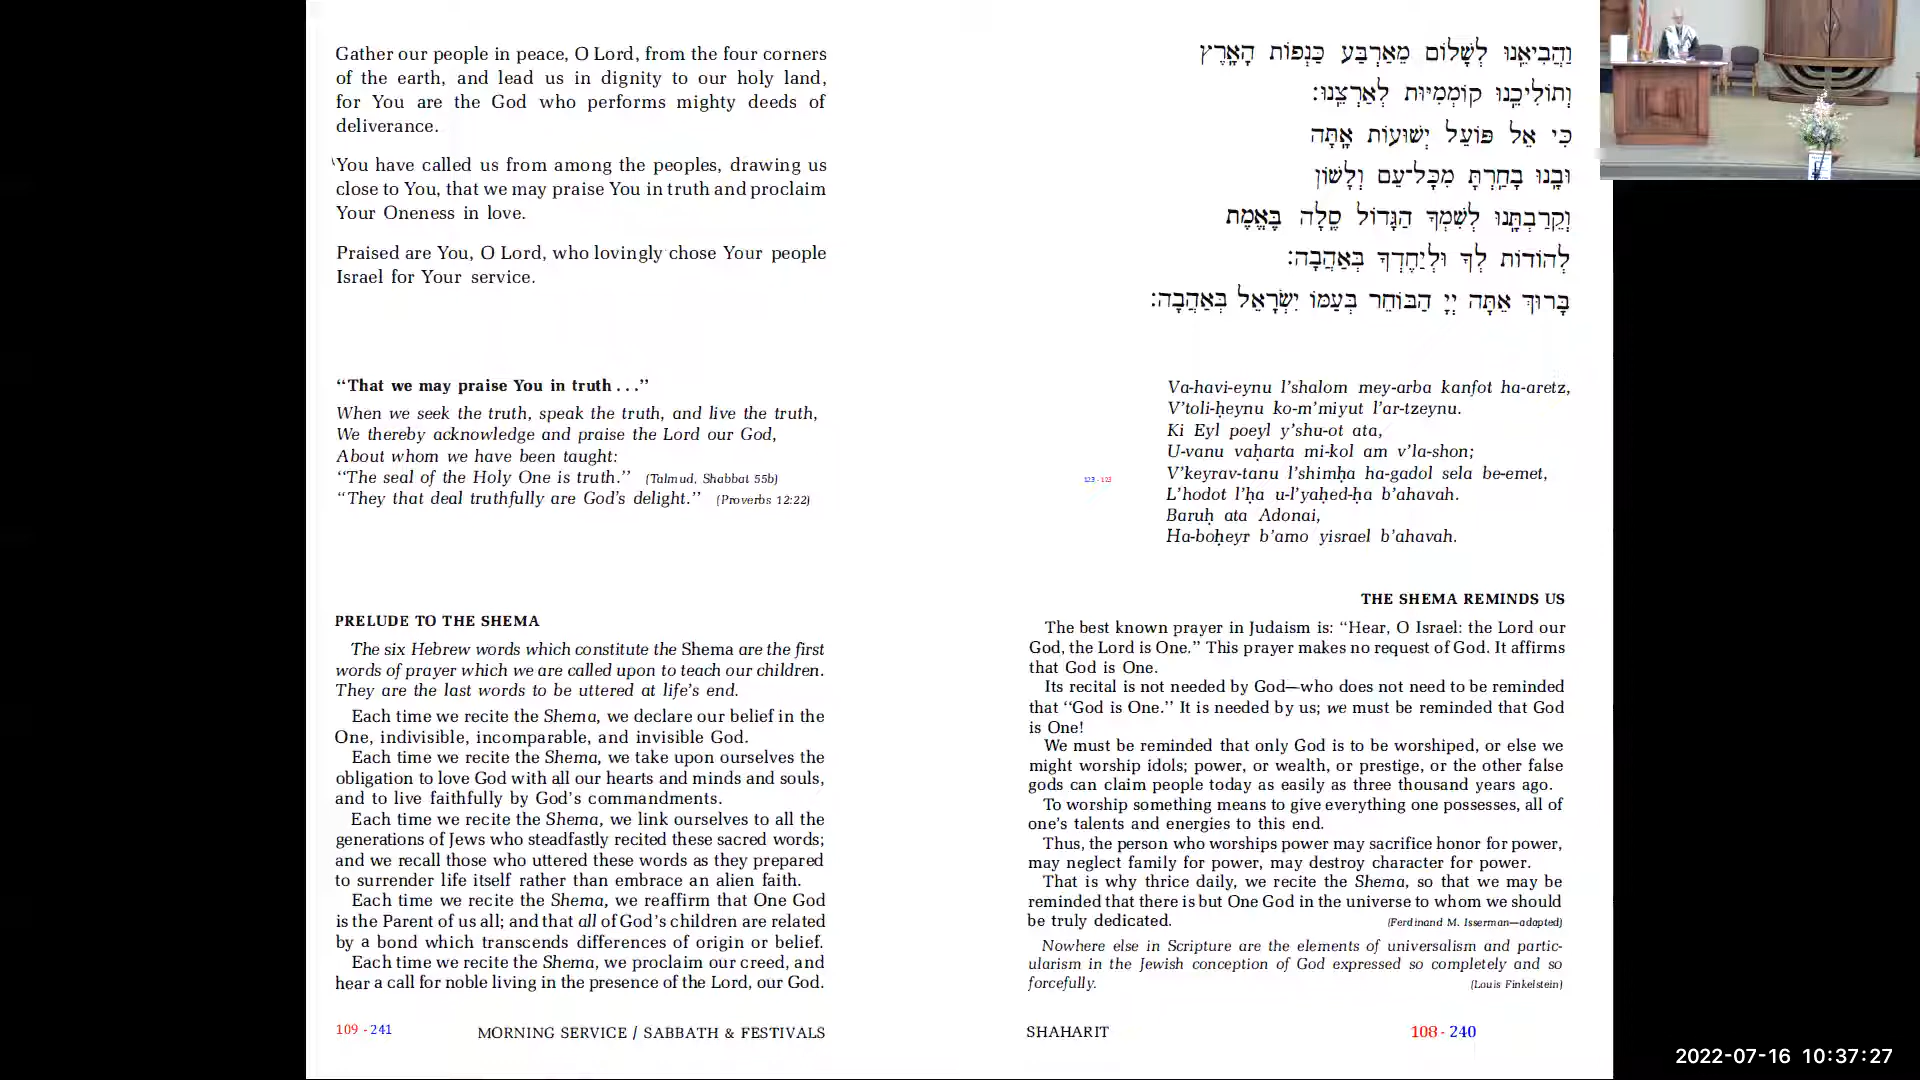 Gather our people in peace, O Lord, from the four corners
of the earth, and lead us in dignity to our holy land,
for You are the God who performs mighty deeds of
deliverance.
You have called us from among the peoples, drawing us
close to You, that we may praise You in truth and proclaim
Your Oneness in love.
Praised are You, O Lord, who lovingly chose Your people
Israel for Your service.
“That we may praise You in truth . . .”
When we seek the truth, speak the truth, and live the truth,
We thereby acknowledge and praise the Lord our God,
About whom we have been taught:
“The seal of the Holy One is truth.” (Talmud, Shabbat 55b)
“They that deal truthfully are God’s delight.” (Proverbs 12:22)
PRELUDE TO THE SHEMA
The six Hebrew words which constitute the Shema are the first
words of prayer which we are called upon to teach our children.
They are the last words to be uttered at life’s end.
Each time we recite the Shema, we declare our belief in the
One, indivisible, incomparable, and invisible God.
Each time we recite the Shema, we take upon ourselves the
obligation to love God with all our hearts and minds and souls,
and to live faithfully by God’s commandments.
Each time we recite the Shema, we link ourselves to all the
generations of Jews who steadfastly recited these sacred words;
and we recall those who uttered these words as they prepared
to surrender life itself rather than embrace an alien faith.
Each time we recite the Shema, we reaffirm that One God
is the Parent of us all; and that all of God’s children are related
by a bond which transcends differences of origin or belief.
Each time we recite the Shema, we proclaim our creed, and
hear a call for noble living in the presence of the Lord, our God.
109 - 241 MORNING SERVICE / SABBATH & FESTIVALS
וַהֲבִיאֵנוּ לְשָׁלוֹם מֵאַרְבַּע כַּנְפוֹת הָאָרֶץ
וְתוֹלִיכֵנוּ קוֹמְמִיּוּת לְאַרְצֵנוּ׃
כִּי אֵל פּוֹעֵל יְשׁוּעוֹת אָתָּה
וּבָנוּ בָחַרְתָּ מִכָּל־עַם וְלָשׁוֹן
וְקֵרַבְתָּנוּ לְשִׁמְךָ הַגָּדוֹל סֶלָה בֶּאֱמֶת
לְהוֹדוֹת לְךָ וּלְיַחֶדְךָ בְּאַהֲבָה׃
בָּרוּךְ אַתָּה יְיָ הַבּוֹחֵר בְּעַמּוֹ יִשְׂרָאֵל בְּאַהֲבָה׃
Va-havi-eynu l’shalom mey-arba kanfot ha-aretz,
V’toli-ḥeynu ko-m’miyut l’ar-tzeynu.
Ki Eyl poeyl y’shu-ot ata,
U-vanu vaḥarta mi-kol am v’la-shon;
123 - 123
V’keyrav-tanu l’shimḥa ha-gadol sela be-emet,
L’hodot l’ḥa u-l’yaḥed-ḥa b’ahavah.
Baruḥ ata Adonai,
Ha-boḥeyr b’amo yisrael b’ahavah.
THE SHEMA REMINDS US
The best known prayer in Judaism is: “Hear, O Israel: the Lord our
God, the Lord is One.” This prayer makes no request of God. It affirms
that God is One.
Its recital is not needed by God—who does not need to be reminded
that “God is One.” It is needed by us; we must be reminded that God
is One!
We must be reminded that only God is to be worshiped, or else we
might worship idols; power, or wealth, or prestige, or the other false
gods can claim people today as easily as three thousand years ago.
To worship something means to give everything one possesses, all of
one’s talents and energies to this end.
Thus, the person who worships power may sacrifice honor for power,
may neglect family for power, may destroy character for power.
That is why thrice daily, we recite the Shema, so that we may be
reminded that there is but One God in the universe to whom we should
be truly dedicated. (Ferdinand M. Isserman—adapted)
Nowhere else in Scripture are the elements of universalism and partic-
ularism in the Jewish conception of God expressed so completely and so
forcefully. (Louis Finkelstein)
SHAHARIT 108 - 240
2022-07-16 10:37:27